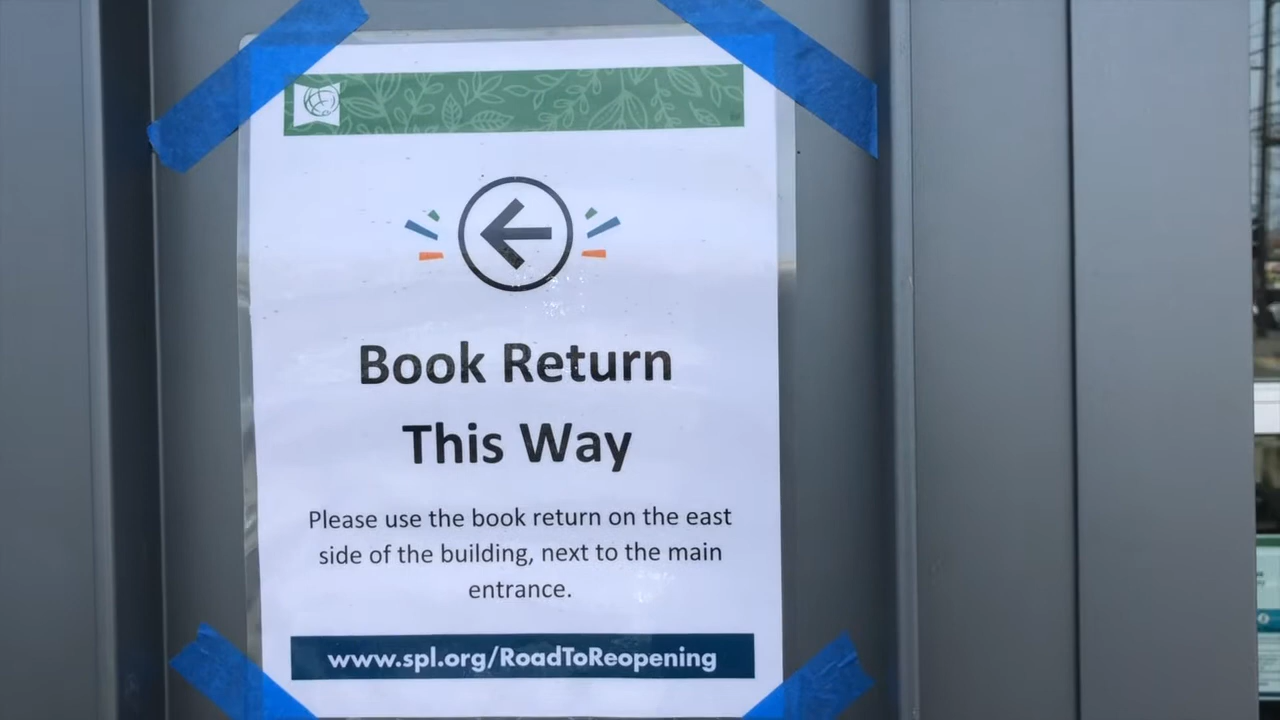 Book Return
This Way
Please use the book return on the east
side of the building, next to the main
entrance.
www.spl.org/RoadToReopening